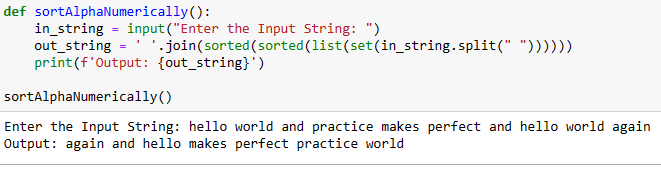 def sortAlphaNumerically():
    in_string = input("Enter the Input String: ")
    out_string = ' '.join(sorted(sorted(list(set(in_string.split(" "))))))
    print(f'Output: {out_string}')
sortAlphaNumerically()
Enter the Input String: hello world and practice makes perfect and hello world again
Output: again and hello makes perfect practice world